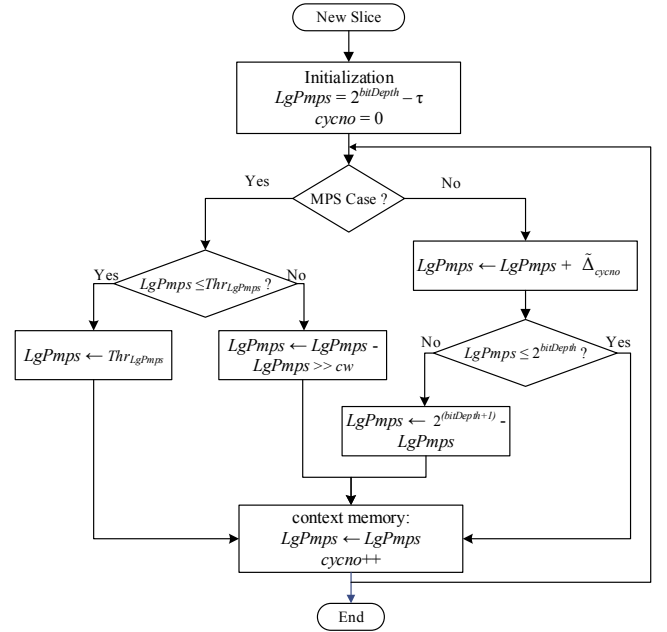 New Slice
Initialization
LgPmps = 2^bitDepth – τ
cycno = 0
MPS Case ?
Yes
No
LgPmps ≤Thr_LgPmps ?
Yes
No
LgPmps ← LgPmps + Δ̃_cycno
LgPmps ← Thr_LgPmps
LgPmps ← LgPmps -
LgPmps >> cw
LgPmps ≤ 2^bitDepth ?
No
Yes
LgPmps ← 2^(bitDepth+1) -
LgPmps
context memory:
LgPmps ← LgPmps
cycno++
End